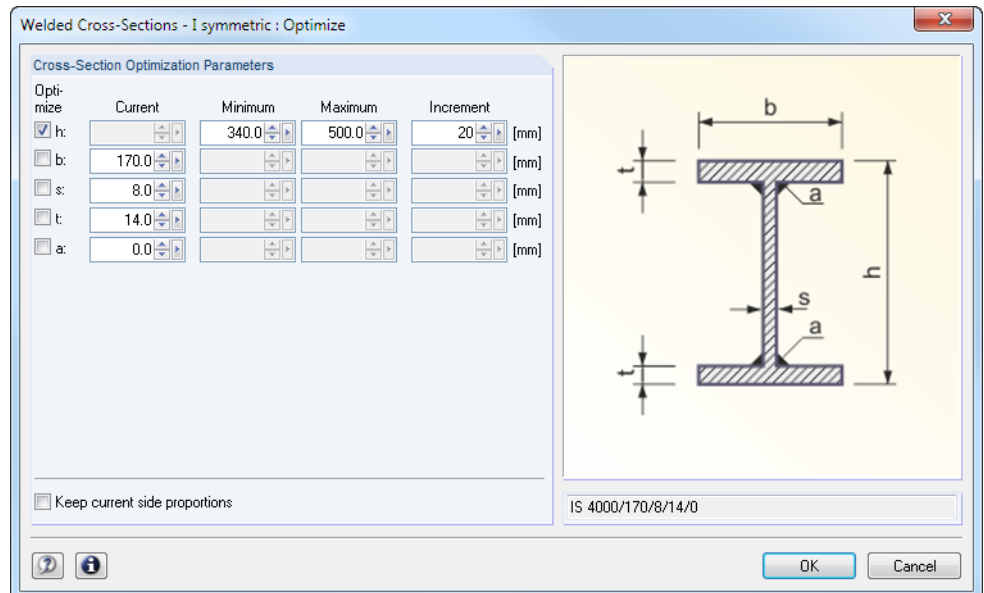 Welded Cross-Sections - I symmetric : Optimize
Cross-Section Optimization Parameters
Opti-
mize Current Minimum Maximum Increment
h: 340.0 500.0 20 [mm]
b: 170.0 [mm]
s: 8.0 [mm]
t: 14.0 [mm]
a: 0.0 [mm]
Keep current side proportions
b
t
a
h
s
a
t
IS 4000/170/8/14/0
OK Cancel